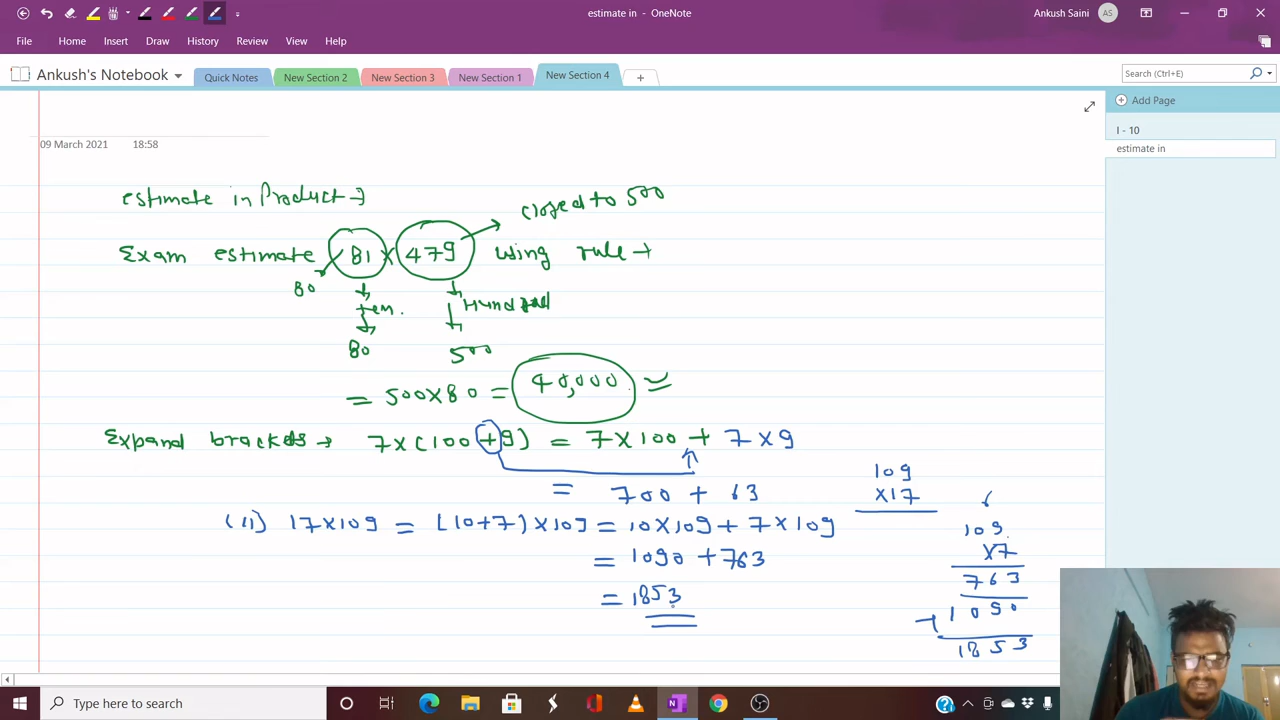 estimate in - OneNote
Ankush Saini AS
File Home Insert Draw History Review View Help
Ankush's Notebook Quick Notes New Section 2 New Section 3 New Section 1 New Section 4
Search (Ctrl+E)
Add Page
I - 10
estimate in
09 March 2021 18:58
estimate in Product →
closed to 500
Exam estimate 81 × 479 using rule →
80
ten. Hundred
80 500
= 500×80 = 40,000
Expand brackets → 7×(100+9) = 7×100 + 7×9
= 700 + 63
109
×17
(11) 17×109 = (10+7)×109 = 10×109 + 7×109
= 1090 + 763
= 1853
6
109
×7
763
+ 1090
1853
Type here to search